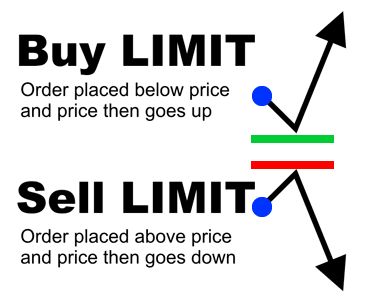 Buy LIMIT
Order placed below price
and price then goes up
Sell LIMIT
Order placed above price
and price then goes down